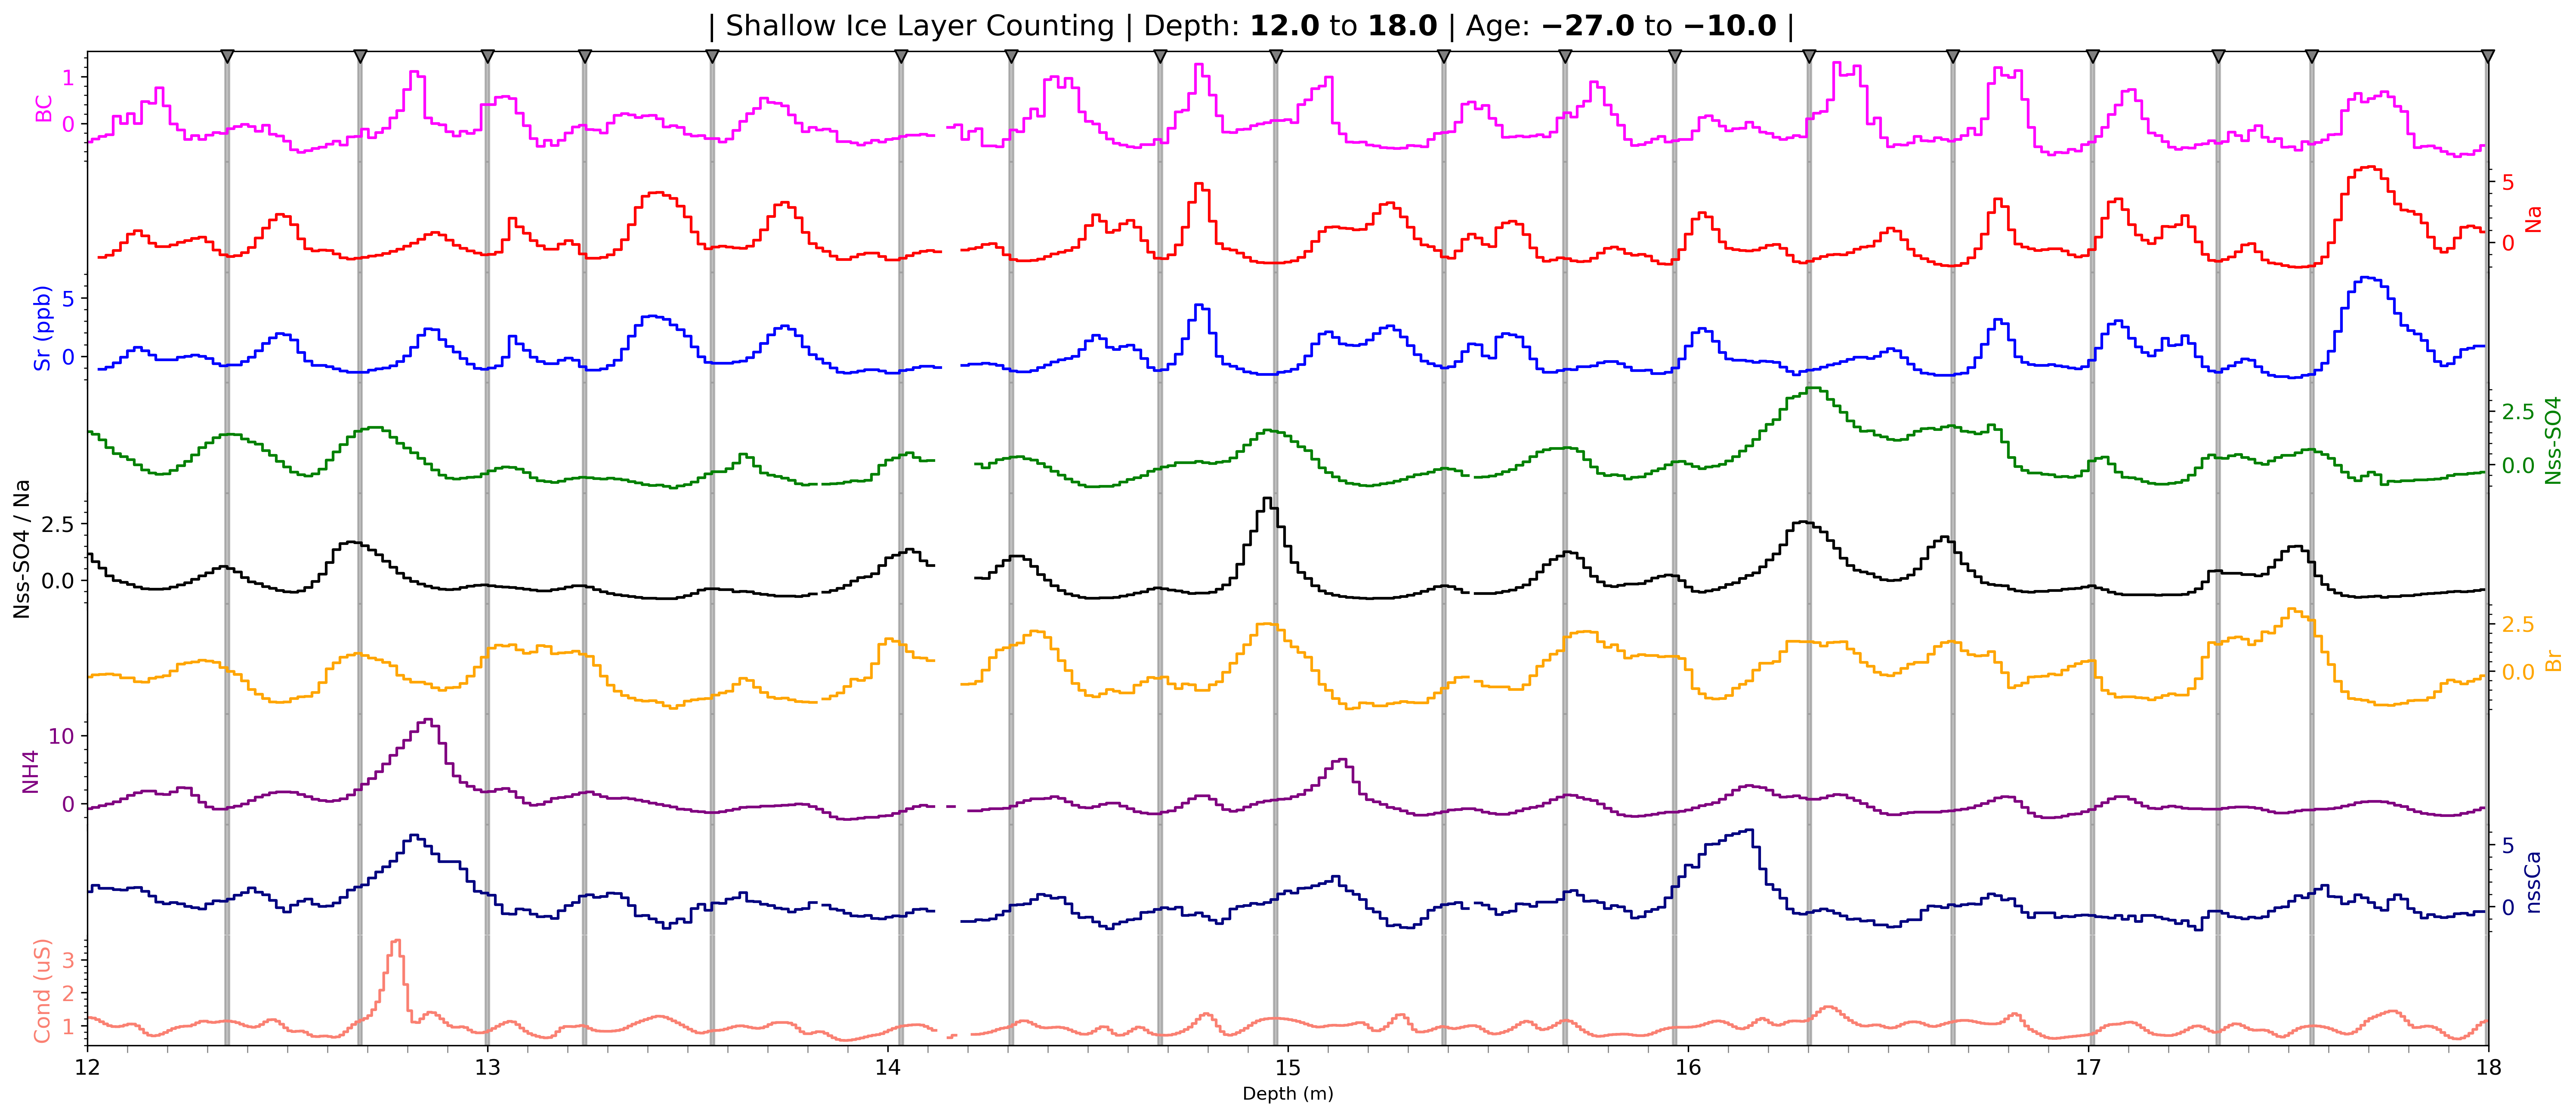 | Shallow Ice Layer Counting | Depth: 12.0 to 18.0 | Age: −27.0 to −10.0 |
BC
1
0
5
0
Na
Sr (ppb)
5
0
2.5
0.0
Nss-SO4
Nss-SO4 / Na
2.5
0.0
2.5
0.0
Br
NH4
10
0
5
0
nssCa
Cond (uS)
3
2
1
12
13
14
15
16
17
18
Depth (m)